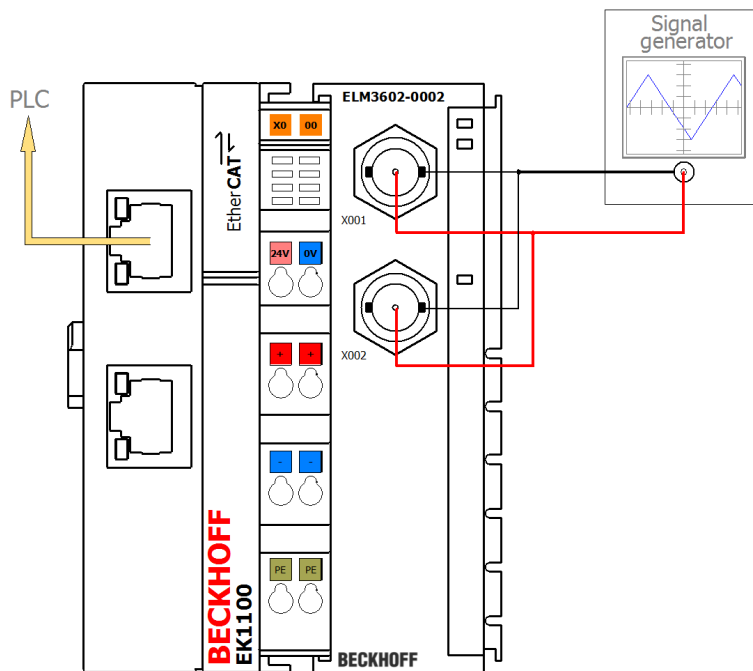 Signal
generator
PLC
ELM3602-0002
X0 00
EtherCAT
X001
24V 0V
X002
+ +
- -
PE PE
BECKHOFF
EK1100
BECKHOFF